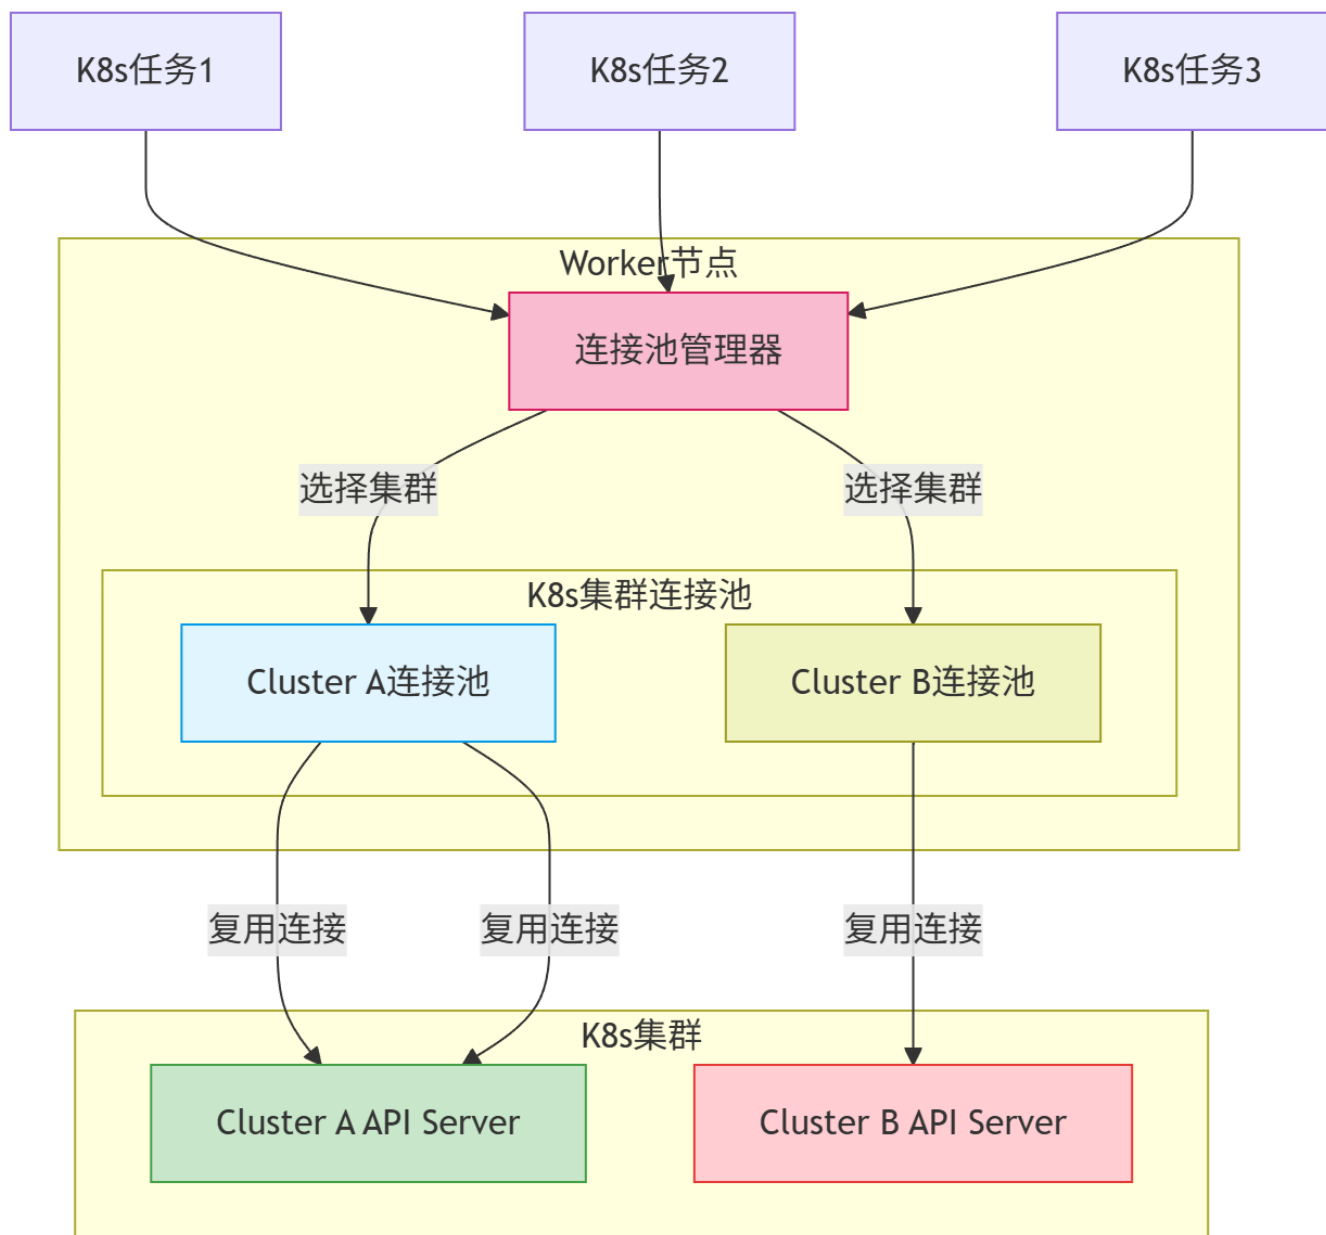 K8s任务1
K8s任务2
K8s任务3
Worker节点
连接池管理器
选择集群
选择集群
K8s集群连接池
Cluster A连接池
Cluster B连接池
复用连接
复用连接
复用连接
K8s集群
Cluster A API Server
Cluster B API Server